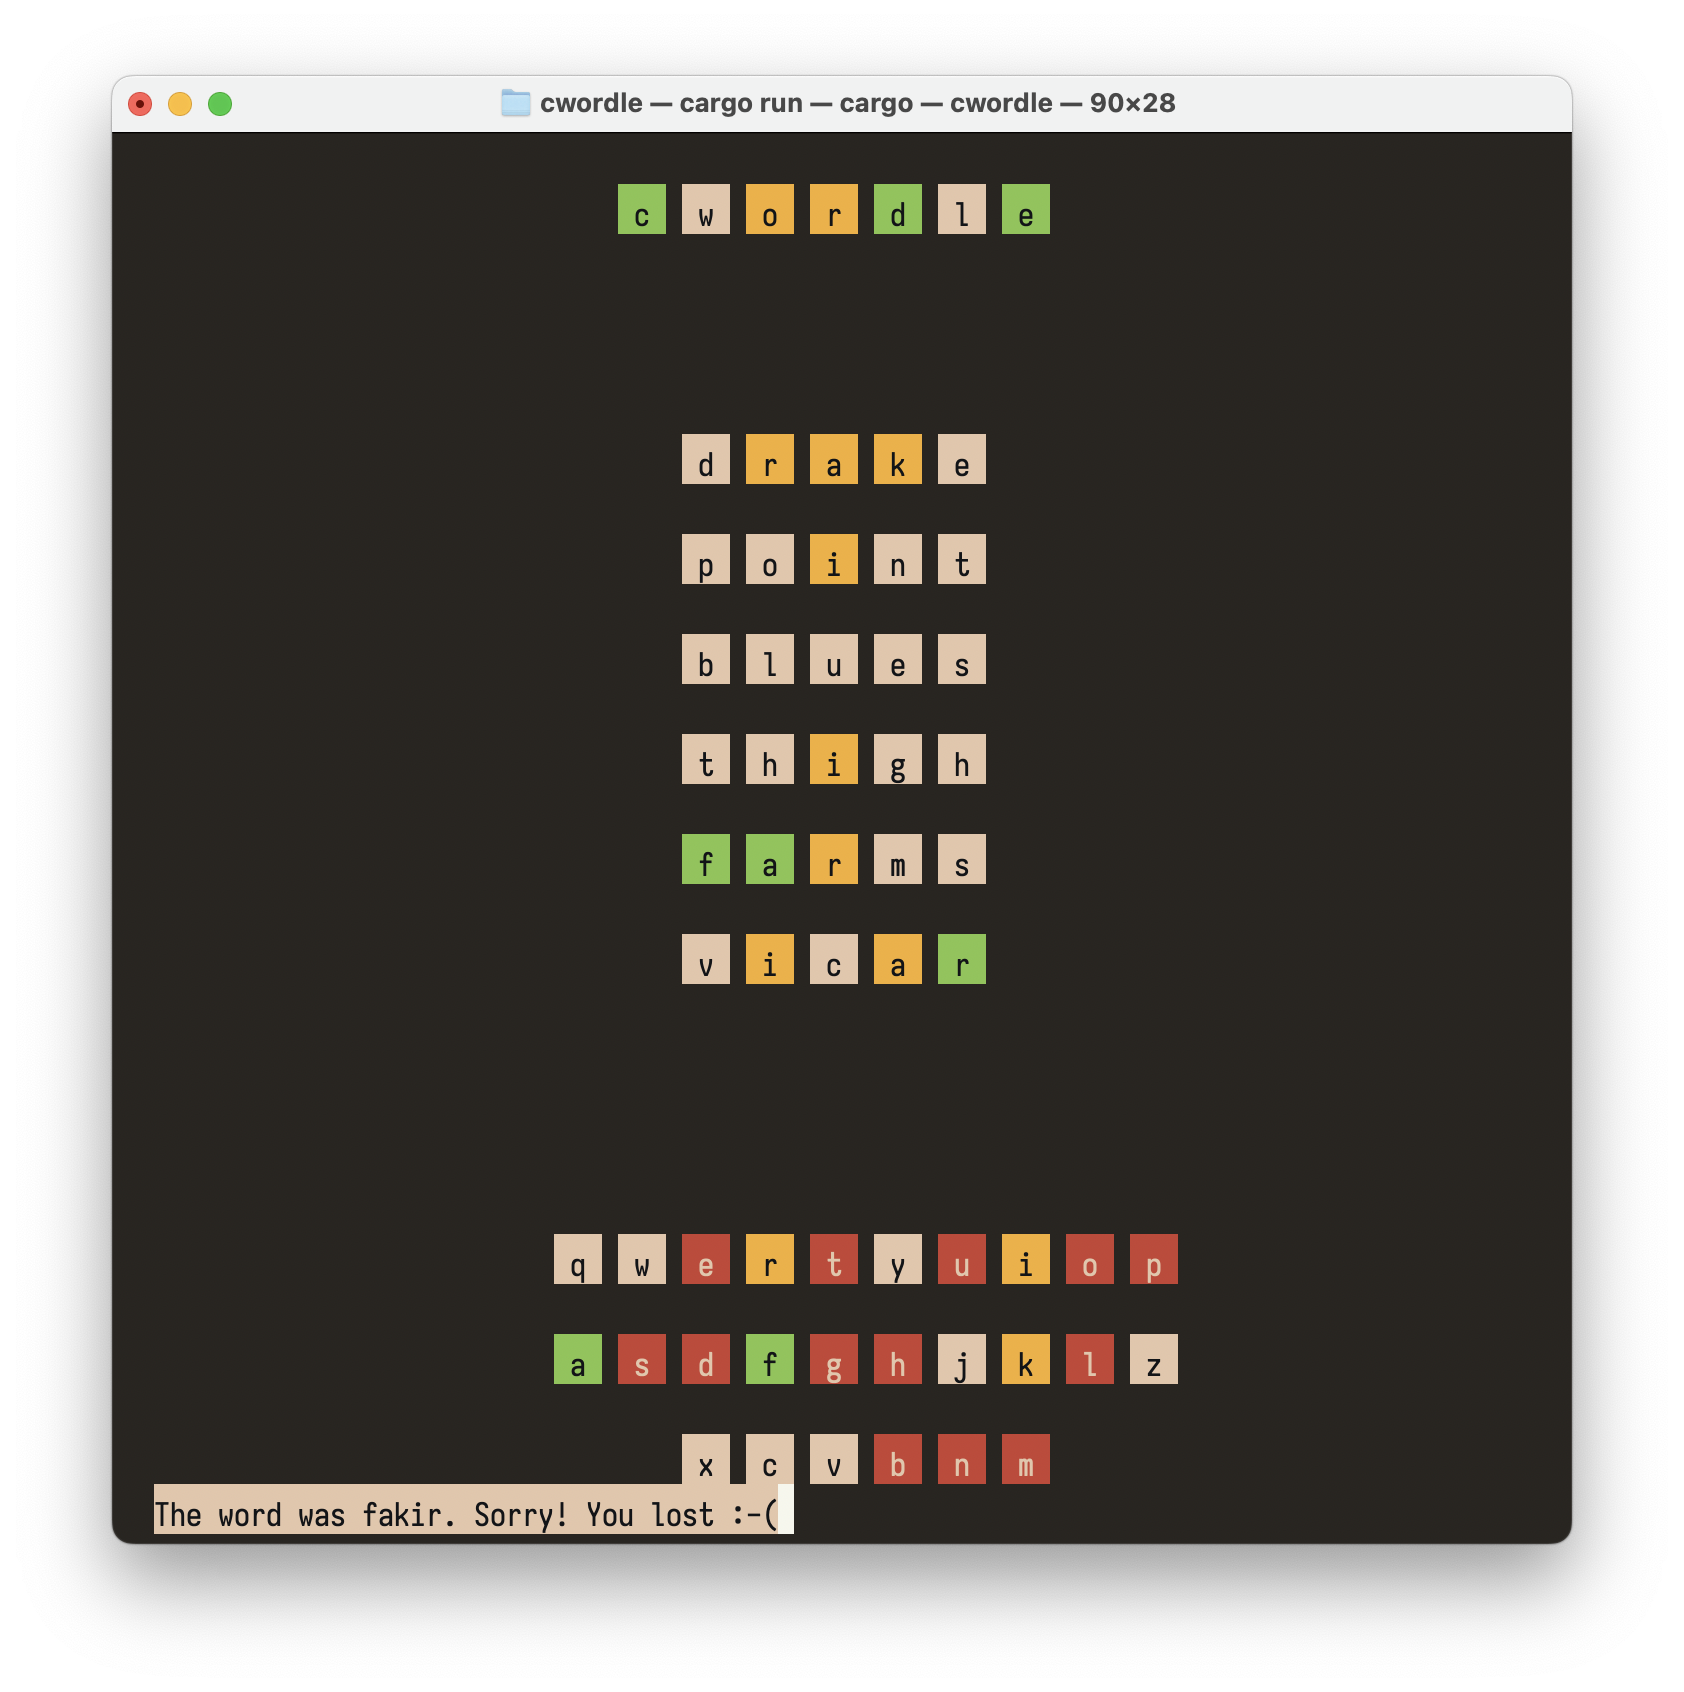 cwordle — cargo run — cargo — cwordle — 90×28
c w o r d l e
d r a k e
p o i n t
b l u e s
t h i g h
f a r m s
v i c a r
q w e r t y u i o p
a s d f g h j k l z
x c v b n m
The word was fakir. Sorry! You lost :-(